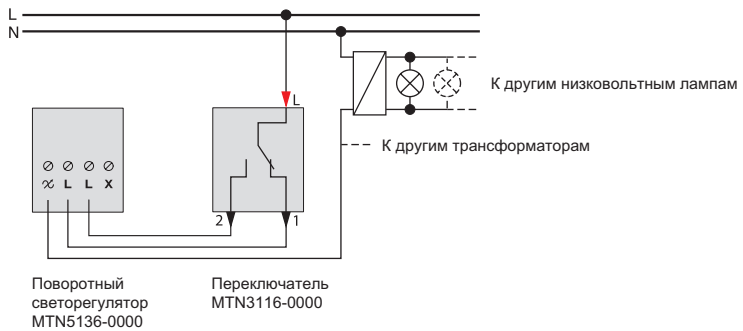 L
N
L
К другим низковольтным лампам
К другим трансформаторам
L L X
2 1
Поворотный
светорегулятор
MTN5136-0000
Переключатель
MTN3116-0000